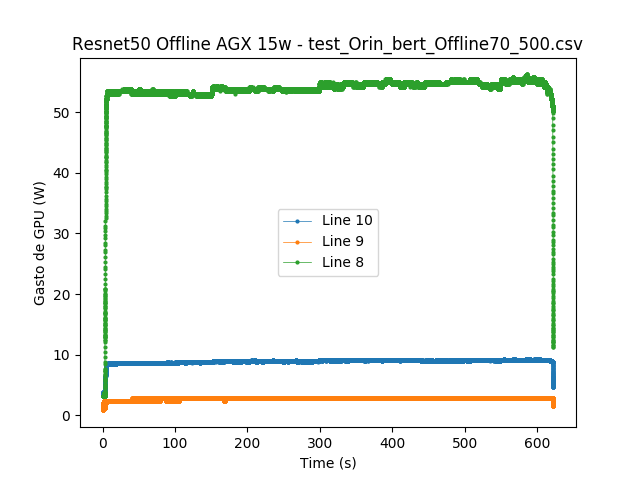 Resnet50 Offline AGX 15w - test_Orin_bert_Offline70_500.csv
Gasto de GPU (W)
50
40
30
20
10
0
Line 10
Line 9
Line 8
0 100 200 300 400 500 600
Time (s)